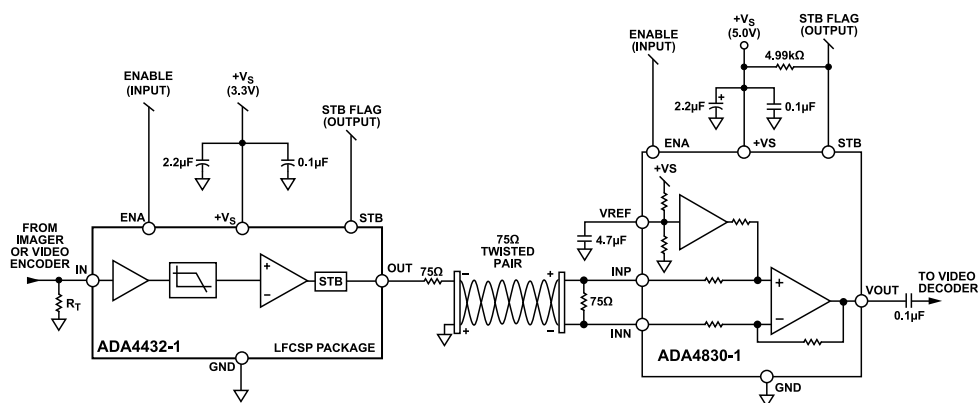 ENABLE
(INPUT)
+VS
(3.3V)
STB FLAG
(OUTPUT)
2.2µF
0.1µF
ENA
+VS
STB
FROM
IMAGER
OR VIDEO
ENCODER
IN
RT
STB
OUT
75Ω
ADA4432-1
LFCSP PACKAGE
GND
75Ω
TWISTED
PAIR
–
+
+
–
+
–
ENABLE
(INPUT)
+VS
(5.0V)
STB FLAG
(OUTPUT)
4.99kΩ
2.2µF
+
0.1µF
ENA
+VS
STB
+VS
VREF
4.7µF
INP
75Ω
INN
+
–
VOUT
TO VIDEO
DECODER
0.1µF
ADA4830-1
GND